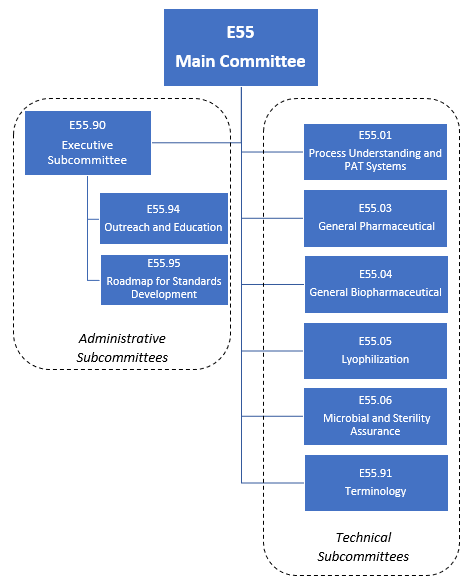 E55
Main Committee
E55.90
Executive
Subcommittee
E55.94
Outreach and Education
E55.95
Roadmap for Standards
Development
Administrative
Subcommittees
E55.01
Process Understanding and
PAT Systems
E55.03
General Pharmaceutical
E55.04
General Biopharmaceutical
E55.05
Lyophilization
E55.06
Microbial and Sterility
Assurance
E55.91
Terminology
Technical
Subcommittees